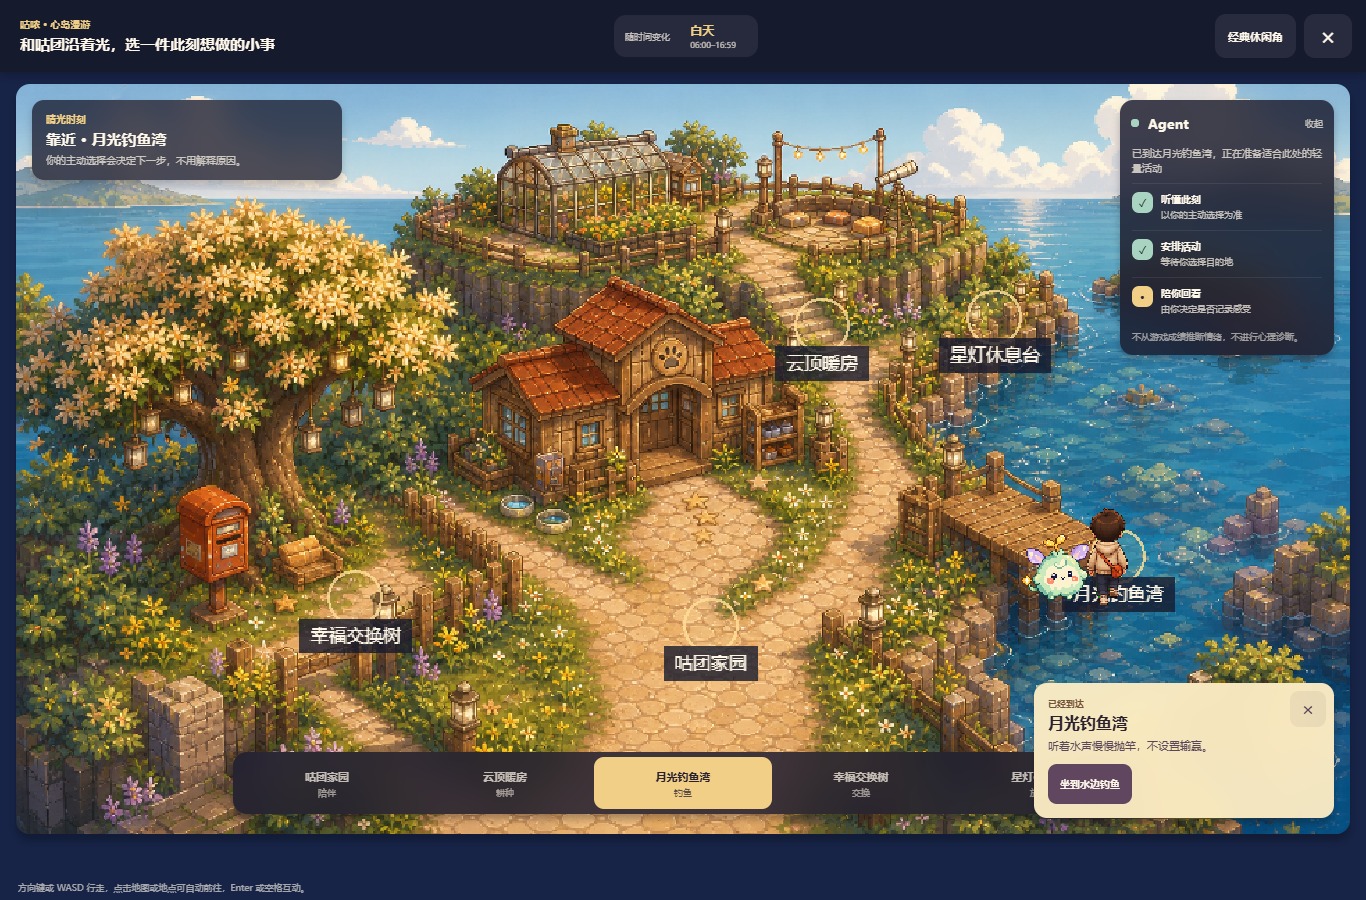 咕哝 • 心岛漫游
和咕团沿着光，选一件此刻想做的小事
随时间变化
白天
06:00–16:59
经典休闲角
×
晴光时刻
靠近 • 月光钓鱼湾
你的主动选择会决定下一步，不用解释原因。
Agent
收起
已到达月光钓鱼湾，正在准备适合此处的轻
量活动
✓
听懂此刻
以你的主动选择为准
✓
安排活动
等待你选择目的地
陪你回看
由你决定是否记录感受
不从游戏成绩推断情绪，不进行心理诊断。
云顶暖房
星灯休息台
月光钓鱼湾
幸福交换树
咕团家园
已经到达
月光钓鱼湾
听着水声慢慢抛竿，不设置输赢。
坐到水边钓鱼
×
咕团家园
陪伴
云顶暖房
耕种
月光钓鱼湾
钓鱼
幸福交换树
交换
星灯
方向键或 WASD 行走，点击地图或地点可自动前往，Enter 或空格互动。